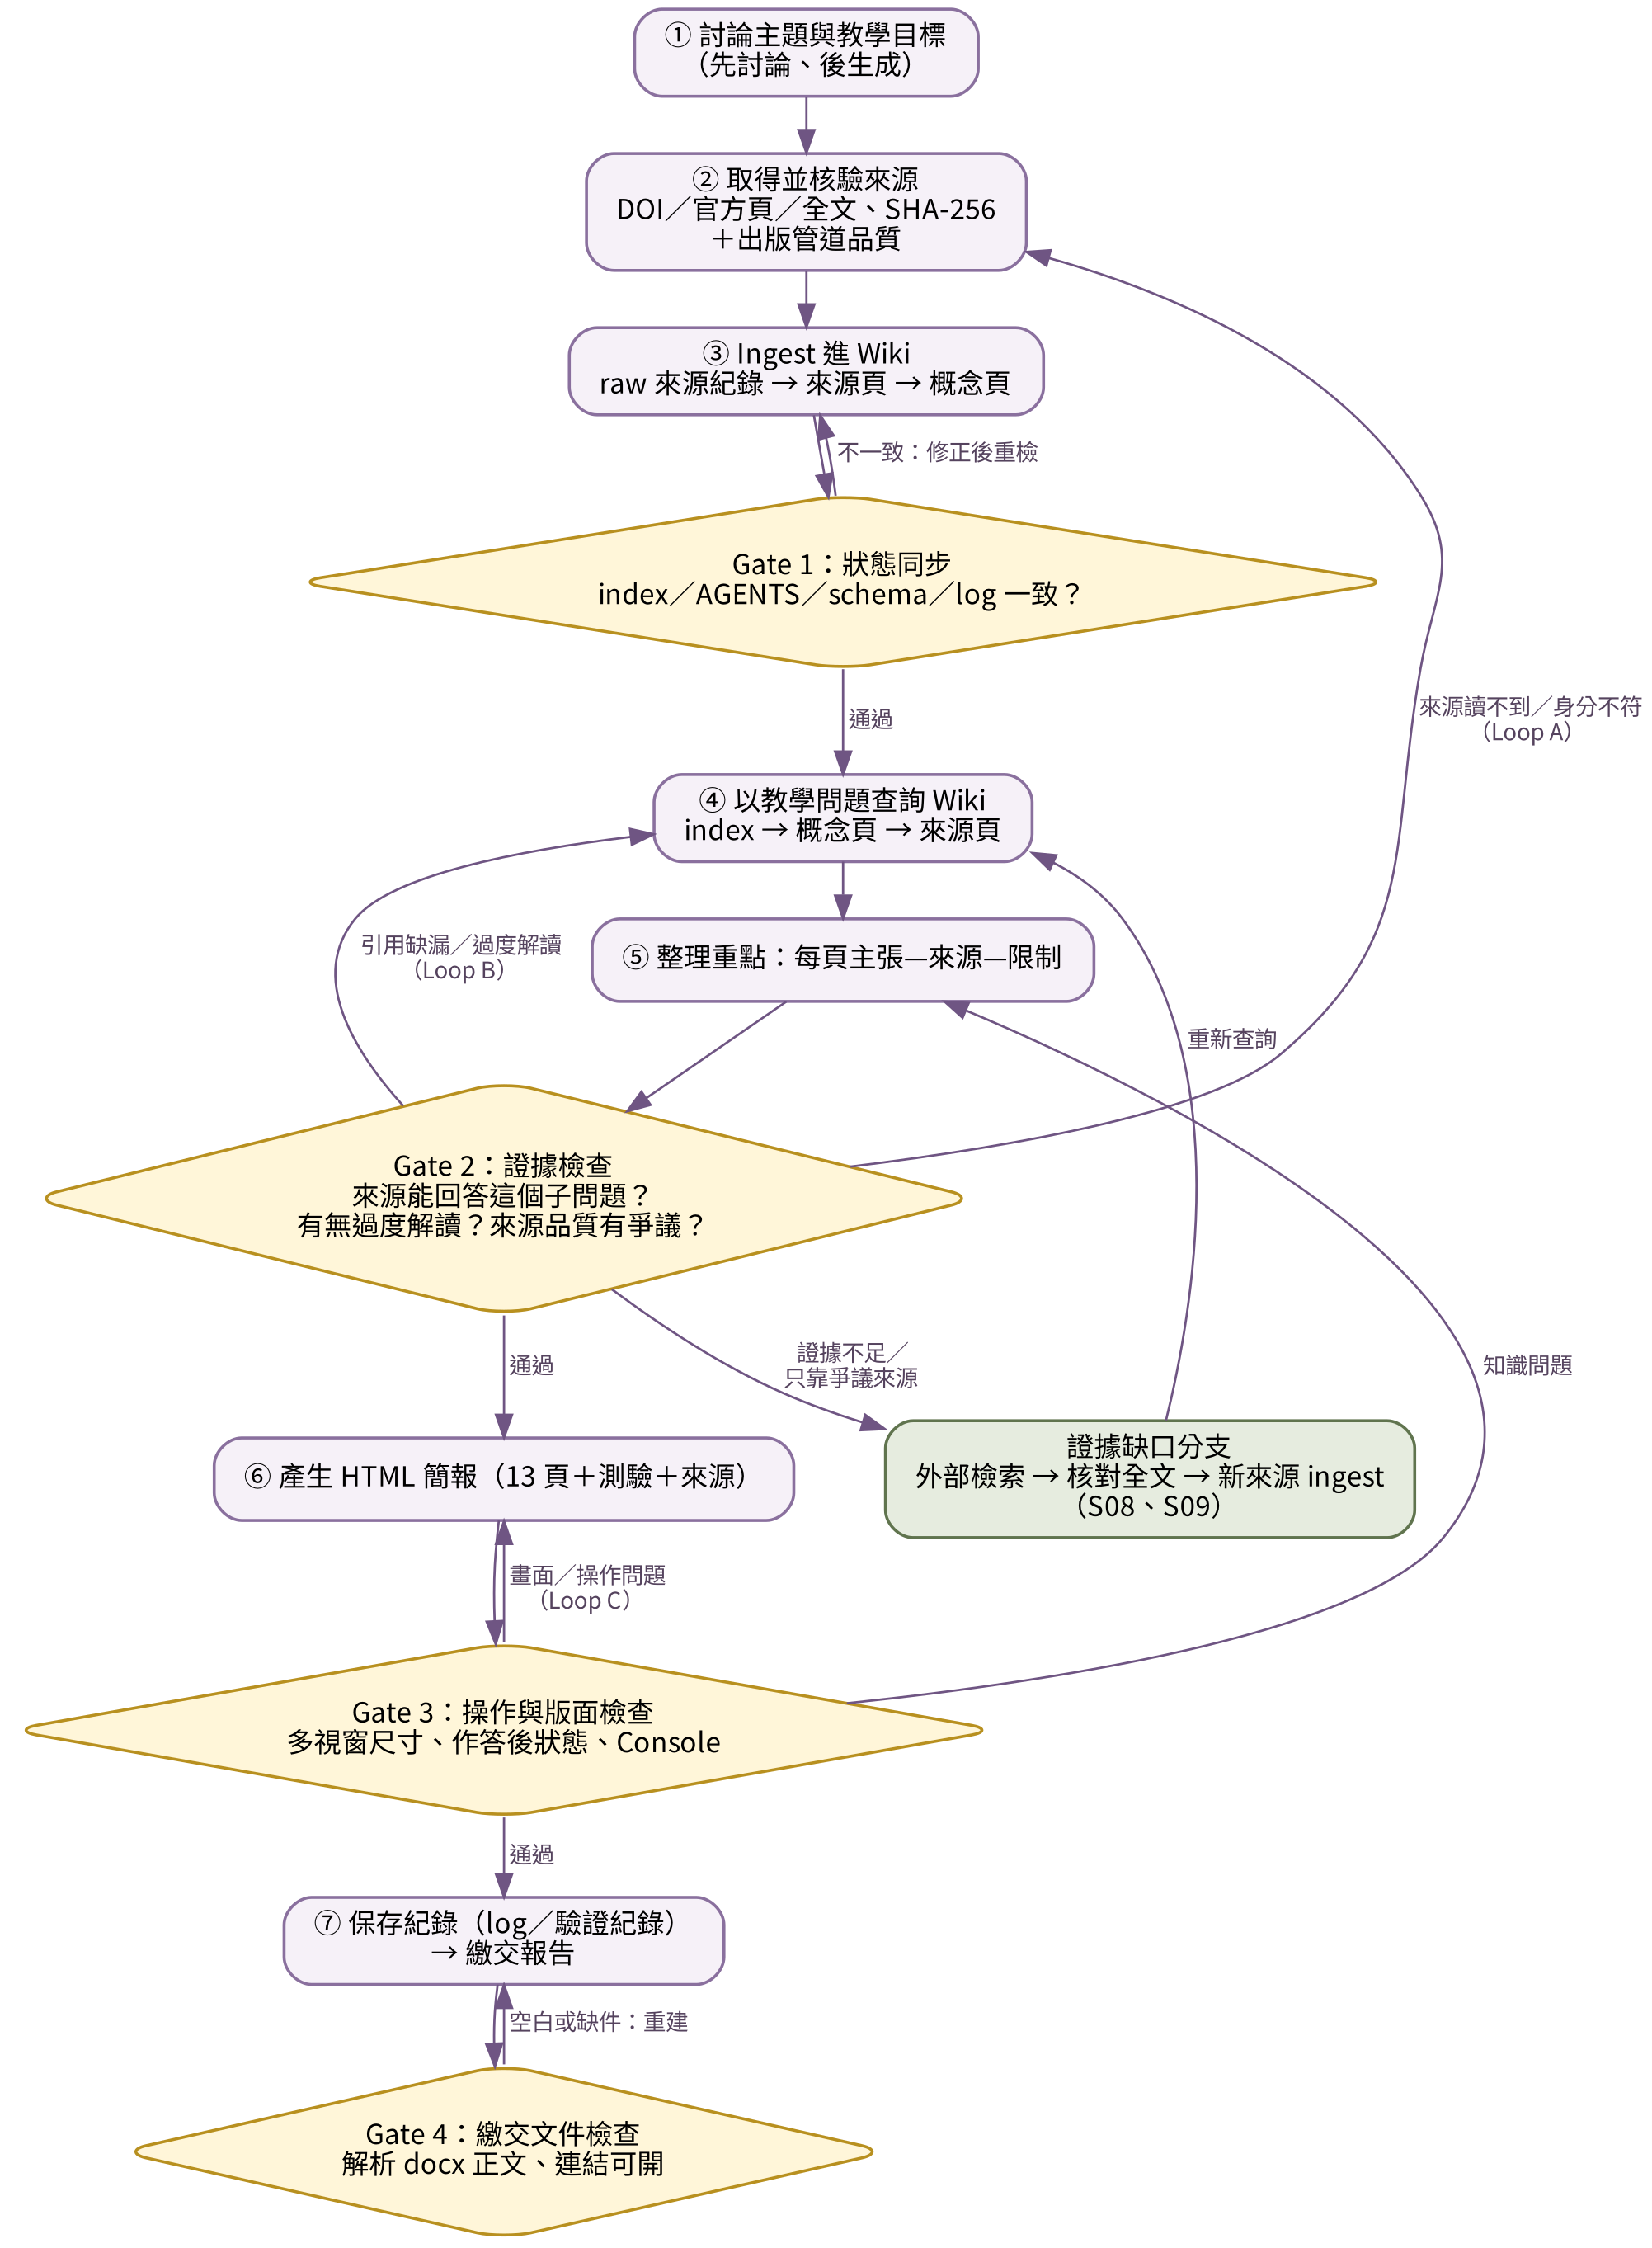 ① 討論主題與教學目標
（先討論、後生成）
② 取得並核驗來源
DOI／官方頁／全文、SHA-256
＋出版管道品質
③ Ingest 進 Wiki
raw 來源紀錄 → 來源頁 → 概念頁
不一致：修正後重檢
Gate 1：狀態同步
index／AGENTS／schema／log 一致？
通過
來源讀不到／身分不符
（Loop A）
④ 以教學問題查詢 Wiki
index → 概念頁 → 來源頁
引用缺漏／過度解讀
（Loop B）
⑤ 整理重點：每頁主張—來源—限制
重新查詢
Gate 2：證據檢查
來源能回答這個子問題？
有無過度解讀？來源品質有爭議？
通過
證據不足／
只靠爭議來源
知識問題
⑥ 產生 HTML 簡報（13 頁＋測驗＋來源）
證據缺口分支
外部檢索 → 核對全文 → 新來源 ingest
（S08、S09）
畫面／操作問題
（Loop C）
Gate 3：操作與版面檢查
多視窗尺寸、作答後狀態、Console
通過
⑦ 保存紀錄（log／驗證紀錄）
→ 繳交報告
空白或缺件：重建
Gate 4：繳交文件檢查
解析 docx 正文、連結可開